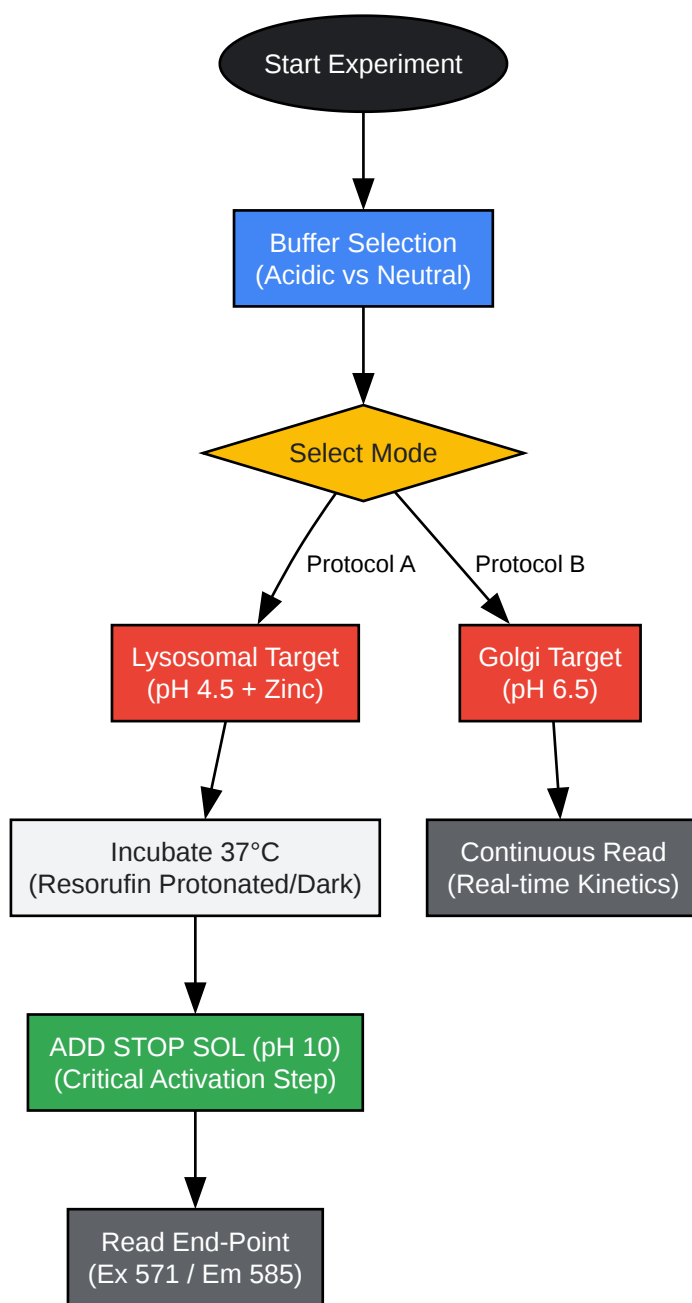 Start Experiment
Buffer Selection
(Acidic vs Neutral)
Select Mode
Protocol A
Protocol B
Lysosomal Target
(pH 4.5 + Zinc)
Golgi Target
(pH 6.5)
Incubate 37°C
(Resorufin Protonated/Dark)
Continuous Read
(Real-time Kinetics)
ADD STOP SOL (pH 10)
(Critical Activation Step)
Read End-Point
(Ex 571 / Em 585)